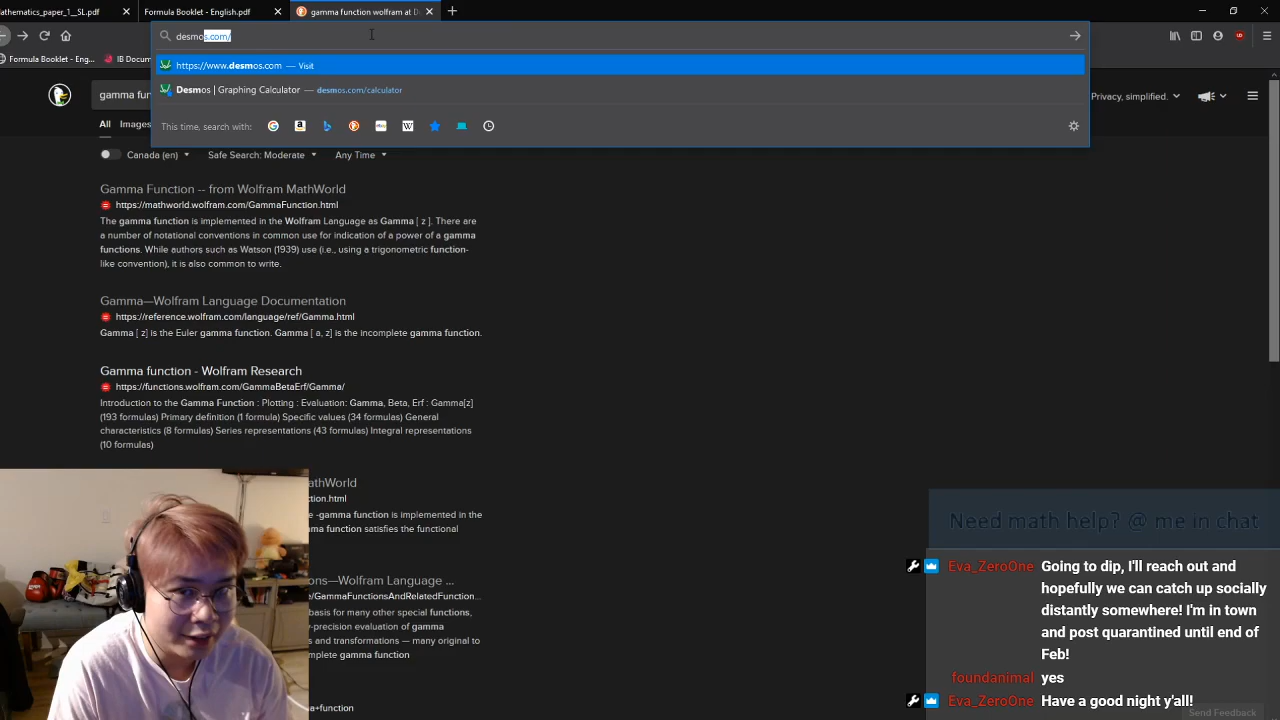 Mathematics_paper_1__SL.pdf
Formula Booklet - English.pdf
gamma function wolfram at D
desmos.com/
Formula Booklet - En
IB Docum
https://www.desmos.com — Visit
Desmos | Graphing Calculator — desmos.com/calculator
gamma fun
Privacy, simplified.
All Images
This time, search with:
Canada (en)
Safe Search: Moderate
Any Time
Gamma Function -- from Wolfram MathWorld
https://mathworld.wolfram.com/GammaFunction.html
The gamma function is implemented in the Wolfram Language as Gamma [ z ]. There are
a number of notational conventions in common use for indication of a power of a gamma
functions. While authors such as Watson (1939) use (i.e., using a trigonometric function-
like convention), it is also common to write.
Gamma—Wolfram Language Documentation
https://reference.wolfram.com/language/ref/Gamma.html
Gamma [ z] is the Euler gamma function. Gamma [ a, z] is the incomplete gamma function.
Gamma function - Wolfram Research
https://functions.wolfram.com/GammaBetaErf/Gamma/
Introduction to the Gamma Function : Plotting : Evaluation: Gamma, Beta, Erf : Gamma[z]
(193 formulas) Primary definition (1 formula) Specific values (34 formulas) General
characteristics (8 formulas) Series representations (43 formulas) Integral representations
(10 formulas)
thWorld
ction.html
-gamma function is implemented in the
ma function satisfies the functional
ons—Wolfram Language ...
e/GammaFunctionsAndRelatedFunction...
basis for many other special functions,
y-precision evaluation of gamma
s and transformations — many original to
mplete gamma function
a+function
Need math help? @ me in chat
Eva_ZeroOne Going to dip, I'll reach out and
hopefully we can catch up socially
distantly somewhere! I'm in town
and post quarantined until end of
Feb!
foundanimal yes
Eva_ZeroOne Have a good night y'all!
Send Feedback